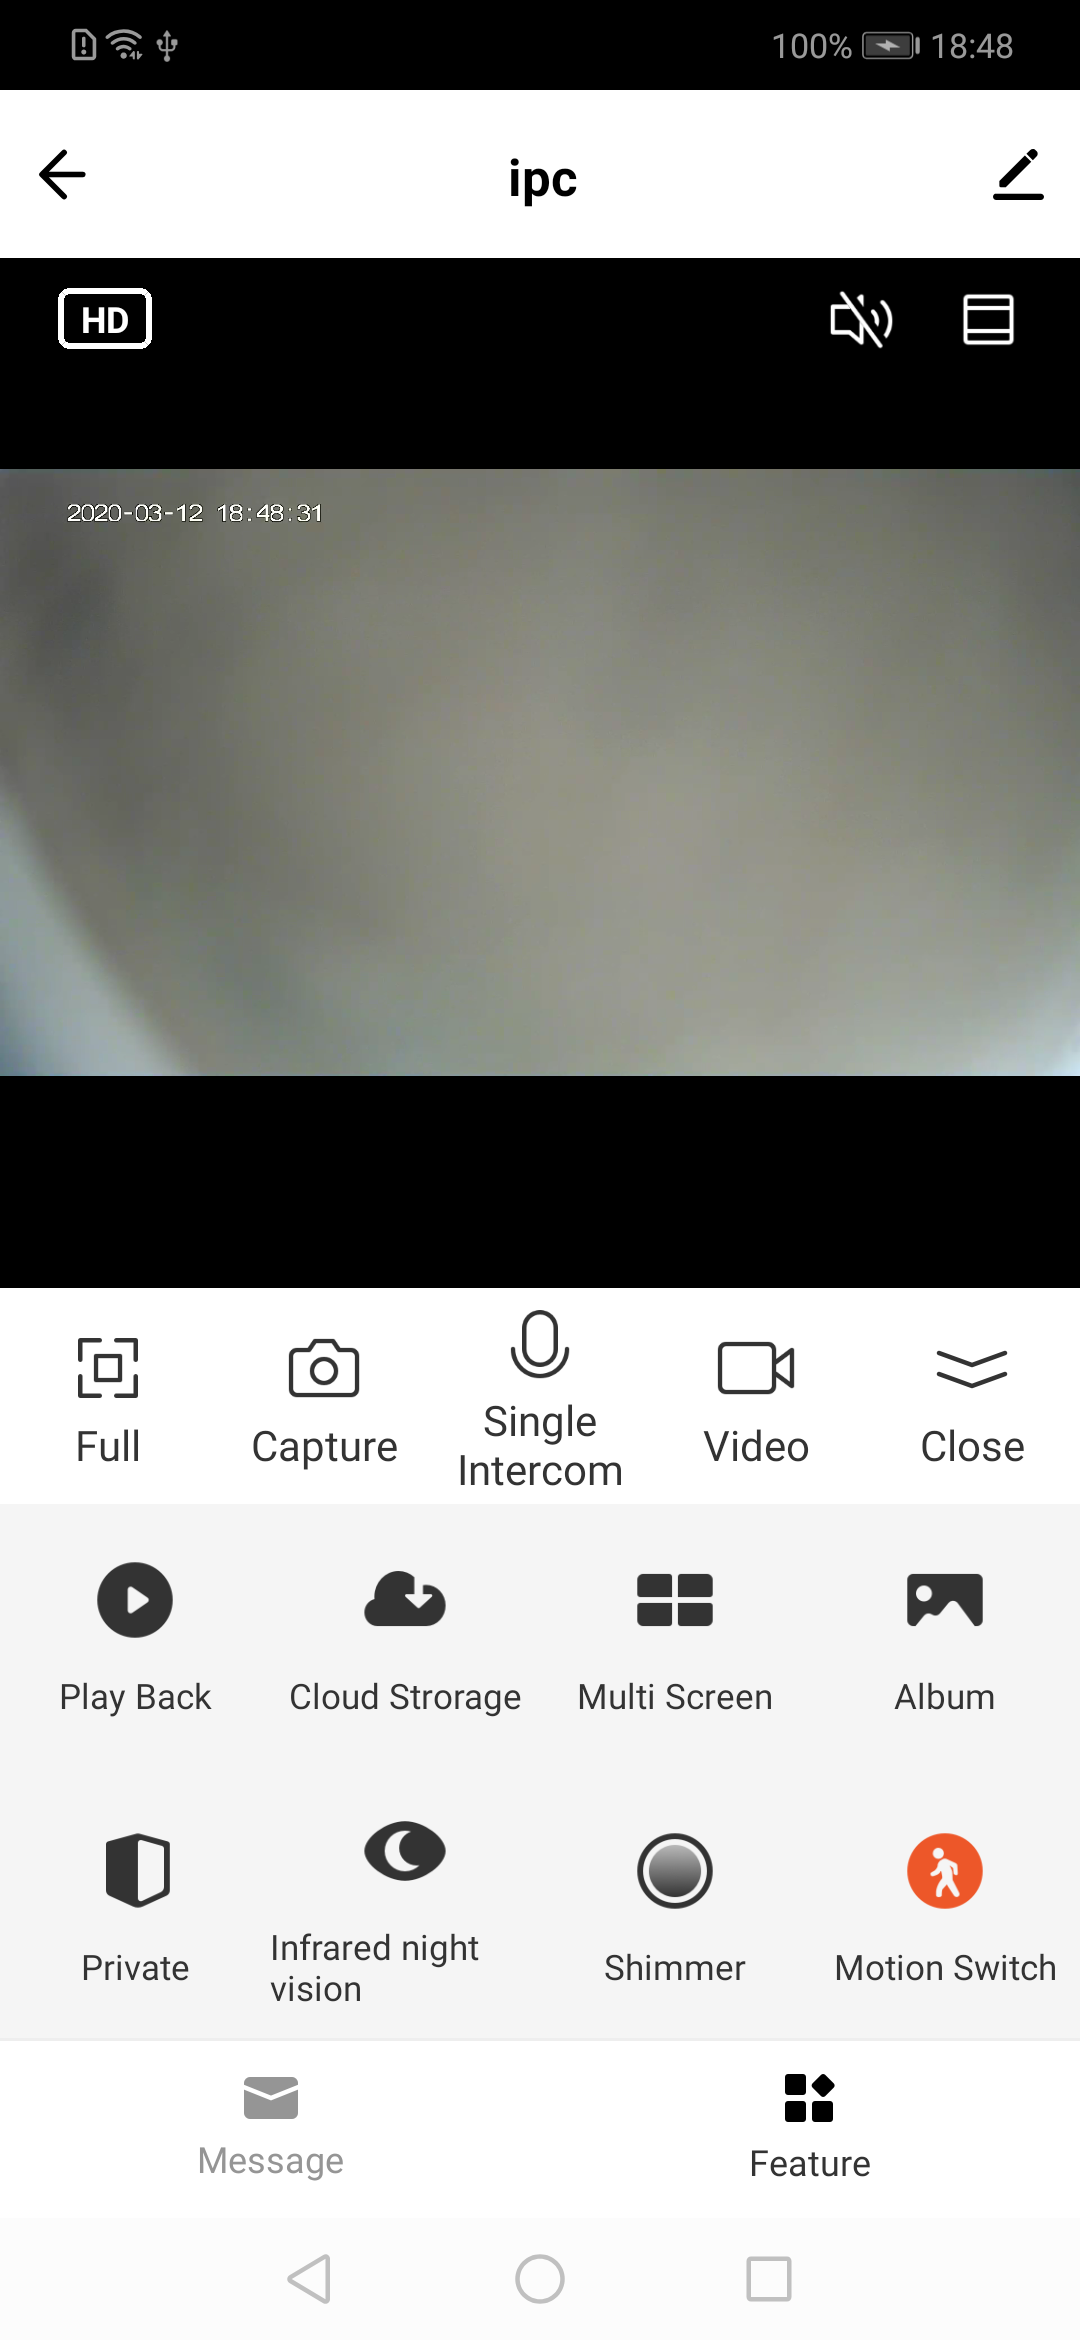 100% 18:48
ipc
HD
2020-03-12 18:48:31
Full
Capture
Single
Intercom
Video
Close
Play Back
Cloud Strorage
Multi Screen
Album
Private
Infrared night
vision
Shimmer
Motion Switch
Message
Feature